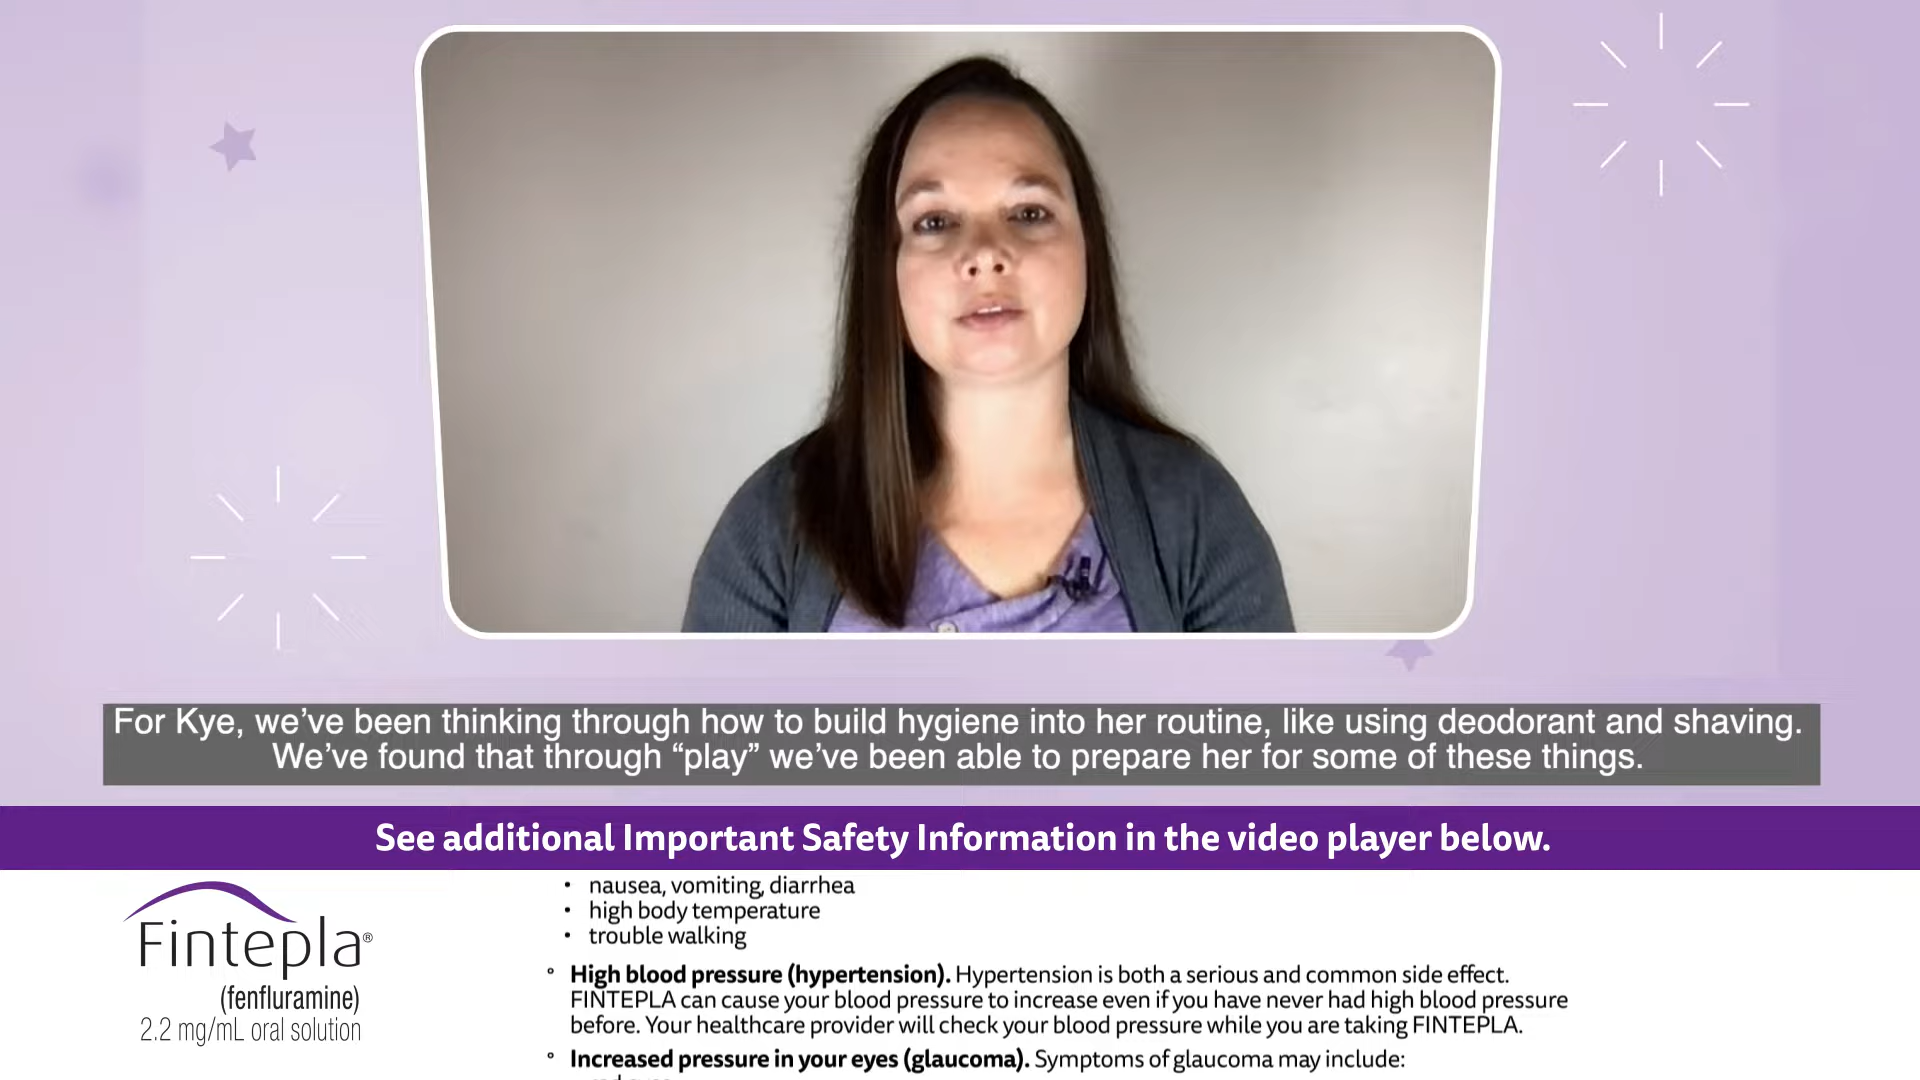 For Kye, we’ve been thinking through how to build hygiene into her routine, like using deodorant and shaving.
We’ve found that through “play” we’ve been able to prepare her for some of these things.
See additional Important Safety Information in the video player below.
Fintepla®
(fenfluramine)
2.2 mg/mL oral solution
• nausea, vomiting, diarrhea
• high body temperature
• trouble walking
° High blood pressure (hypertension). Hypertension is both a serious and common side effect.
FINTEPLA can cause your blood pressure to increase even if you have never had high blood pressure
before. Your healthcare provider will check your blood pressure while you are taking FINTEPLA.
° Increased pressure in your eyes (glaucoma). Symptoms of glaucoma may include: